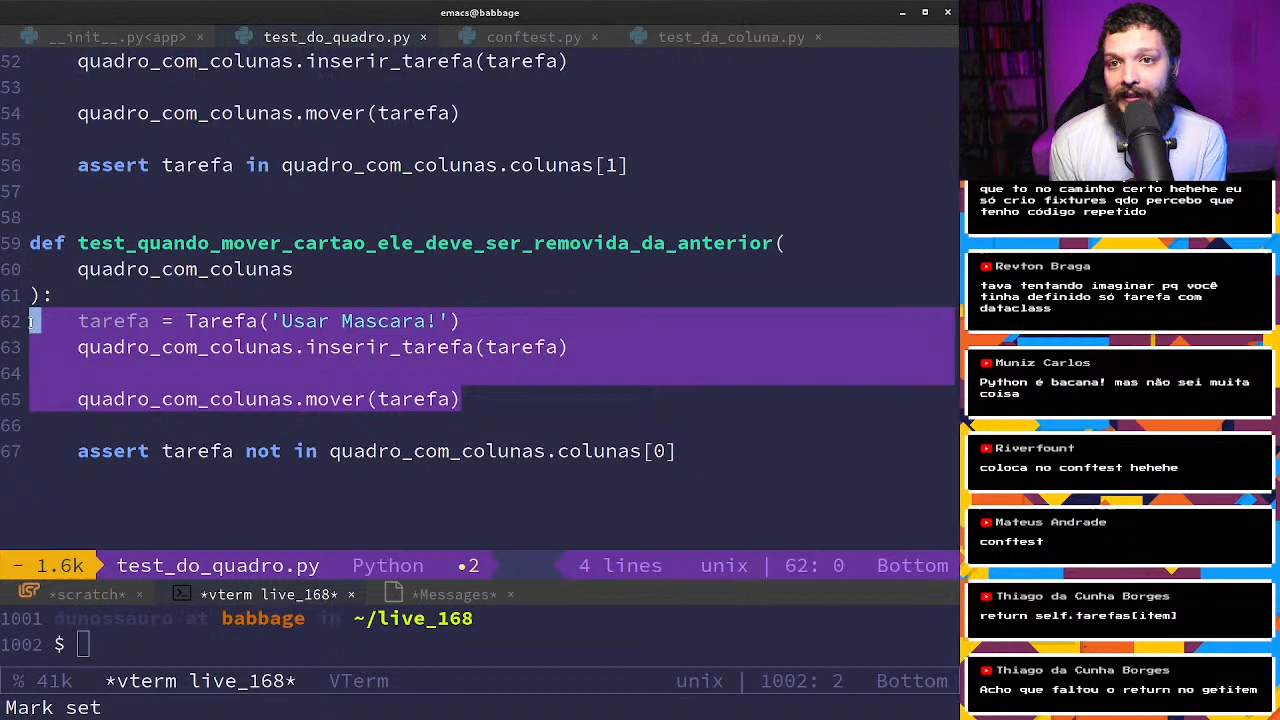 emacs@babbage
__init__.py<app> × test_do_quadro.py × conftest.py × test_da_coluna.py ×
52 quadro_com_colunas.inserir_tarefa(tarefa)
53
54 quadro_com_colunas.mover(tarefa)
55
56 assert tarefa in quadro_com_colunas.colunas[1]
57
58
59 def test_quando_mover_cartao_ele_deve_ser_removida_da_anterior(
60 quadro_com_colunas
61 ):
62 tarefa = Tarefa('Usar Mascara!')
63 quadro_com_colunas.inserir_tarefa(tarefa)
64
65 quadro_com_colunas.mover(tarefa)
66
67 assert tarefa not in quadro_com_colunas.colunas[0]
- 1.6k test_do_quadro.py Python •2 4 lines unix | 62: 0 Bottom
*scratch* × *vterm live_168* × *Messages* ×
1001 dunossauro at babbage in ~/live_168
1002 $
% 41k *vterm live_168* VTerm unix | 1002: 2 Bottom
Mark set
que to no caminho certo hehehe eu
só crio fixtures qdo percebo que
tenho código repetido
Revton Braga
tava tentando imaginar pq você
tinha definido só tarefa com
dataclass
Muniz Carlos
Python é bacana! mas não sei muita
coisa
Riverfount
coloca no conftest hehehe
Mateus Andrade
conftest
Thiago da Cunha Borges
return self.tarefas[item]
Thiago da Cunha Borges
Acho que faltou o return no getitem